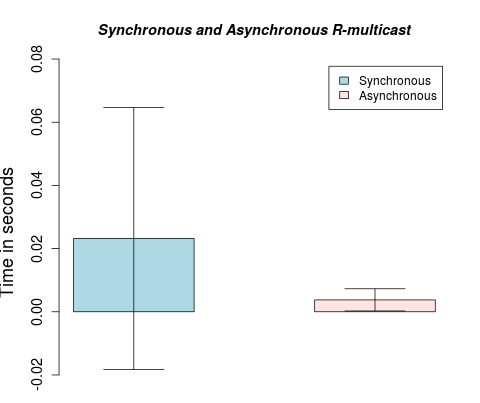 Synchronous and Asynchronous R-multicast
Synchronous
Asynchronous
Time in seconds
0.08
0.06
0.04
0.02
0.00
-0.02